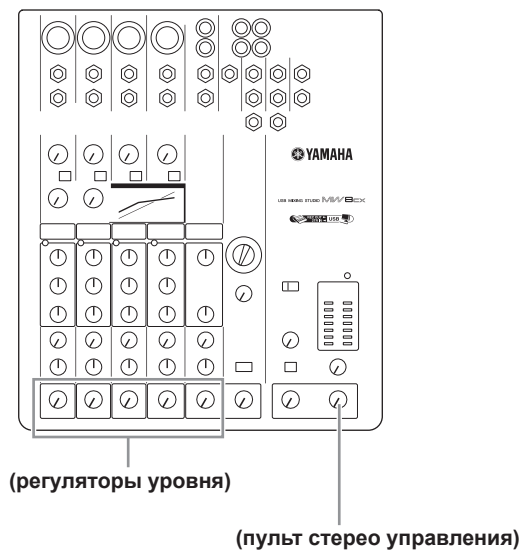 YAMAHA
USB MIXING STUDIO MW8CX
USB
(регуляторы уровня)
(пульт стерео управления)